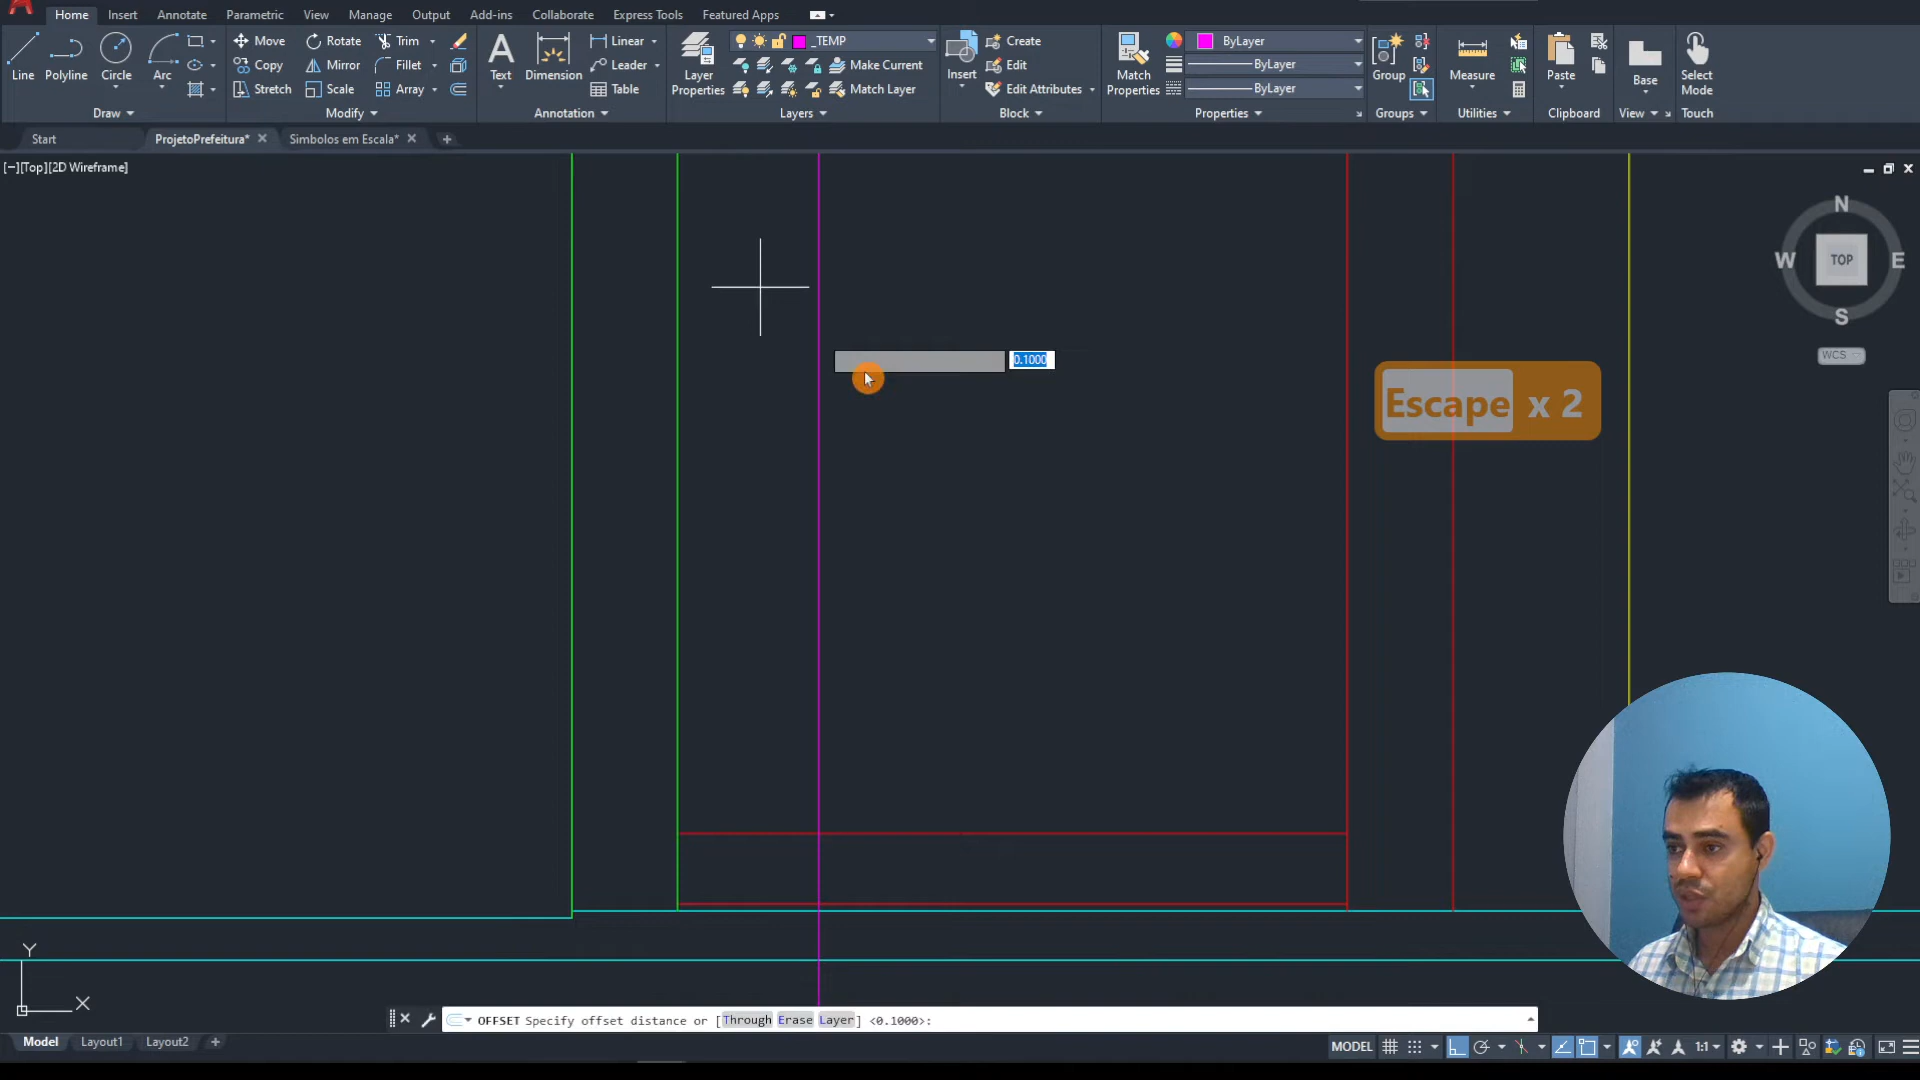 Home Insert Annotate Parametric View Manage Output Add-ins Collaborate Express Tools Featured Apps
Line Polyline Circle Arc
Move Rotate Trim
Copy Mirror Fillet
Stretch Scale Array
Text Dimension
Linear
Leader
Table
Layer Properties
_TEMP
Make Current
Match Layer
Insert
Create
Edit
Edit Attributes
Match Properties
ByLayer
ByLayer
ByLayer
Group
Measure
Paste
Base
Select Mode
Draw Modify Annotation Layers Block Properties Groups Utilities Clipboard View Touch
Start ProjetoPrefeitura* Simbolos em Escala*
[−][Top][2D Wireframe]
N
W TOP E
S
WCS
0.1000
Escape x 2
Y
X
OFFSET Specify offset distance or [Through Erase Layer] <0.1000>:
Model Layout1 Layout2 +
MODEL 1:1